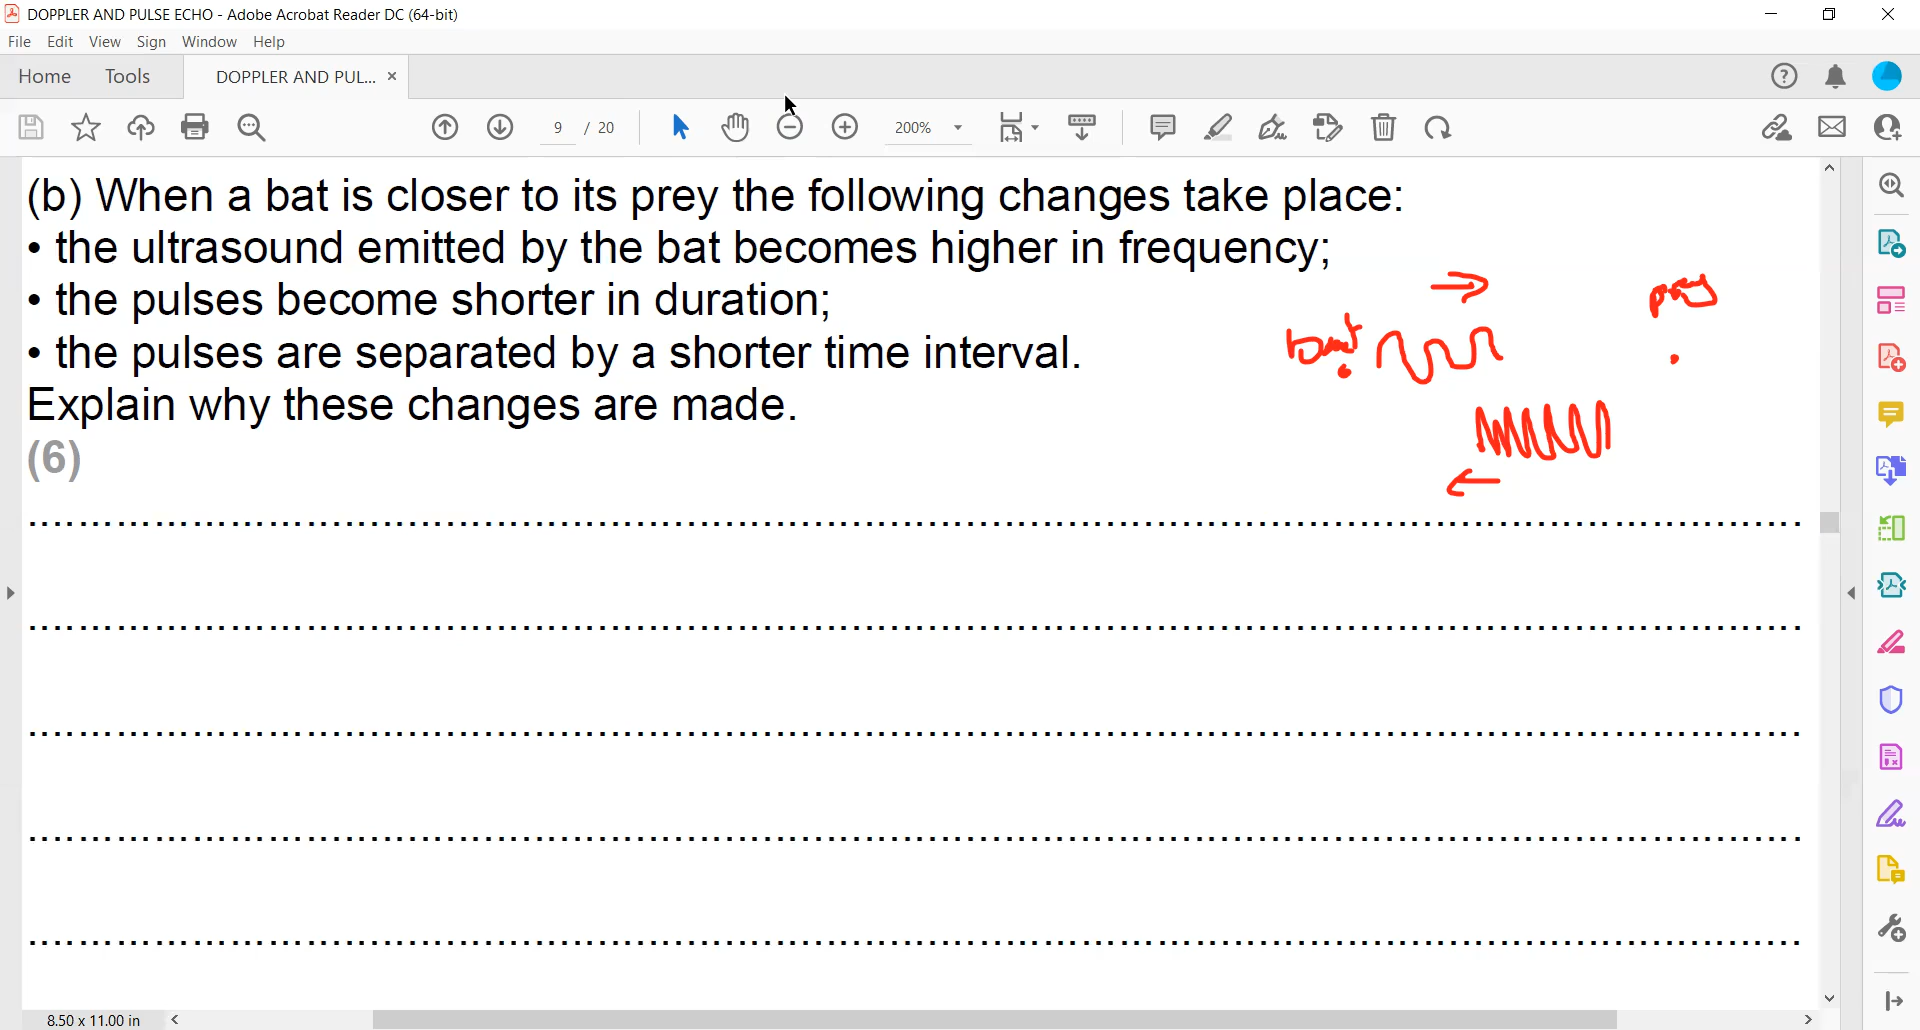 DOPPLER AND PULSE ECHO - Adobe Acrobat Reader DC (64-bit)
File Edit View Sign Window Help
Home Tools DOPPLER AND PUL... ×
9 / 20 200%
(b) When a bat is closer to its prey the following changes take place:
• the ultrasound emitted by the bat becomes higher in frequency;
• the pulses become shorter in duration;
• the pulses are separated by a shorter time interval.
Explain why these changes are made.
(6)
prey
bat
8.50 x 11.00 in